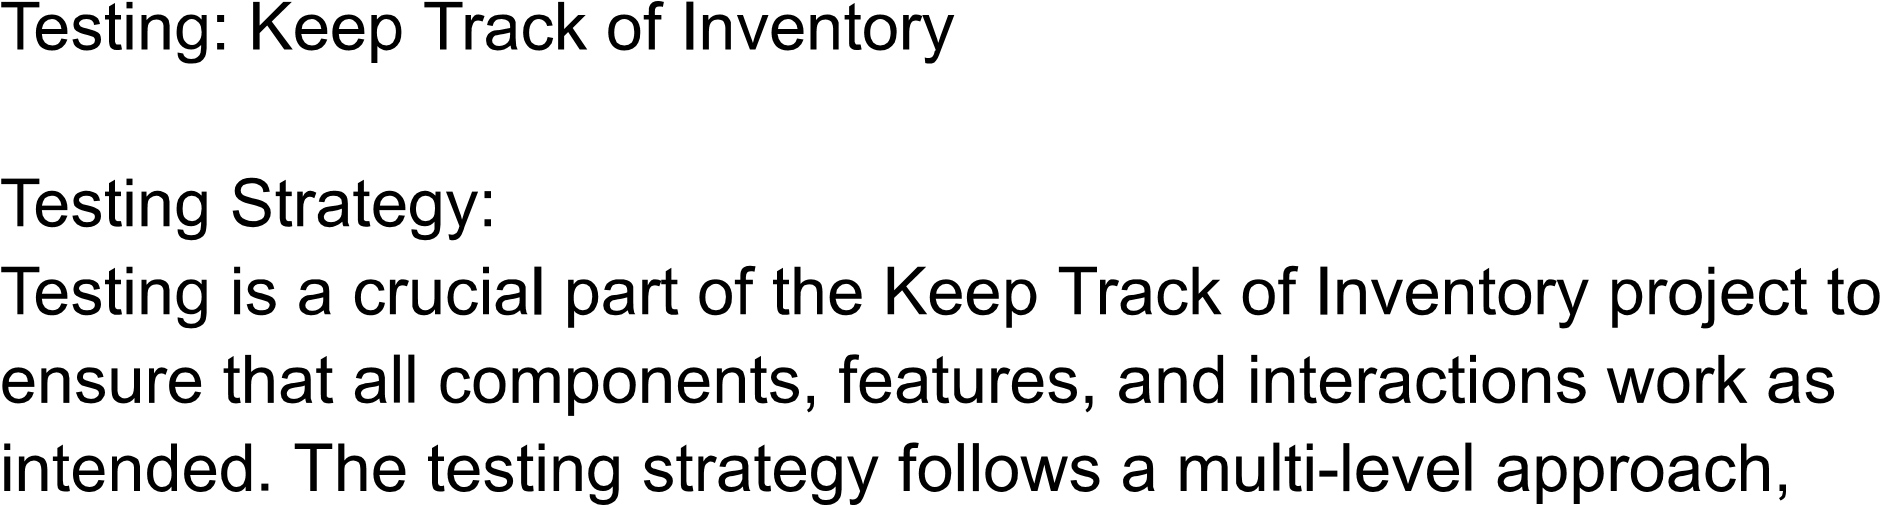 Testing: Keep Track of Inventory
Testing Strategy:
Testing is a crucial part of the Keep Track of Inventory project to
ensure that all components, features, and interactions work as
intended. The testing strategy follows a multi-level approach,